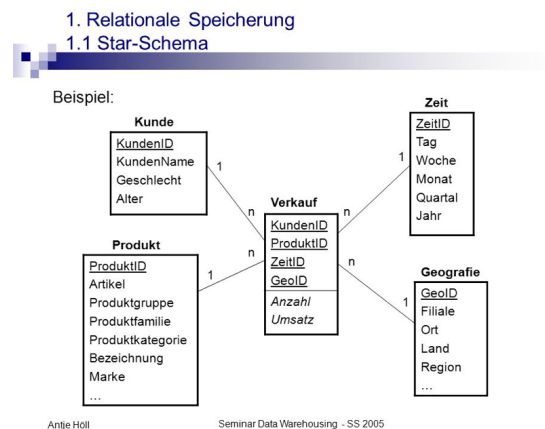 1. Relationale Speicherung
1.1 Star-Schema
Beispiel:
Kunde
KundenID
KundenName
Geschlecht
Alter
1
n
Zeit
ZeitID
Tag
Woche
Monat
Quartal
Jahr
1
n
Verkauf
KundenID
ProduktID
ZeitID
GeoID
Anzahl
Umsatz
Produkt
ProduktID
Artikel
Produktgruppe
Produktfamilie
Produktkategorie
Bezeichnung
Marke
...
1
n
Geografie
GeoID
Filiale
Ort
Land
Region
...
1
n
Antje Höll
Seminar Data Warehousing - SS 2005